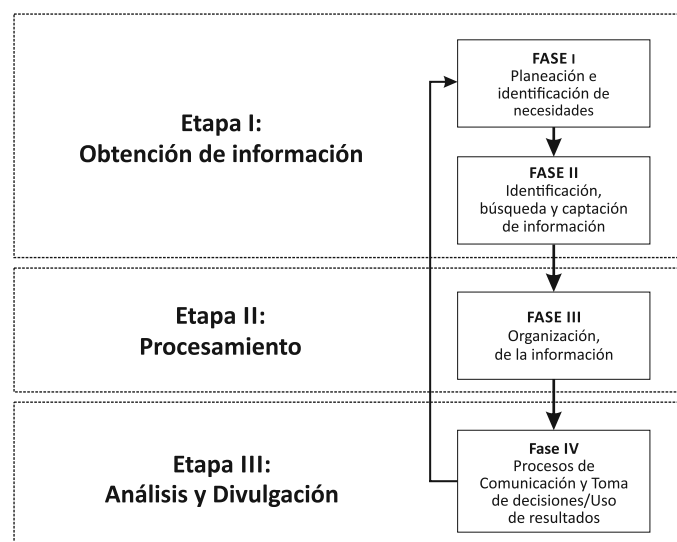 Etapa I:
Obtención de información
FASE I
Planeación e
identificación de
necesidades
FASE II
Identificación,
búsqueda y captación
de información
Etapa II:
Procesamiento
FASE III
Organización,
de la información
Etapa III:
Análisis y Divulgación
Fase IV
Procesos de
Comunicación y Toma
de decisiones/Uso
de resultados